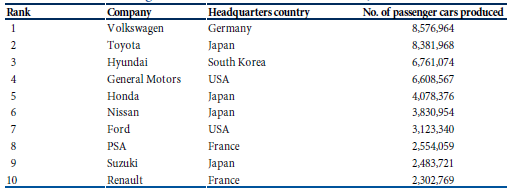 Rank Company Headquarters country No. of passenger cars produced
1 Volkswagen Germany 8,576,964
2 Toyota Japan 8,381,968
3 Hyundai South Korea 6,761,074
4 General Motors USA 6,608,567
5 Honda Japan 4,078,376
6 Nissan Japan 3,830,954
7 Ford USA 3,123,340
8 PSA France 2,554,059
9 Suzuki Japan 2,483,721
10 Renault France 2,302,769